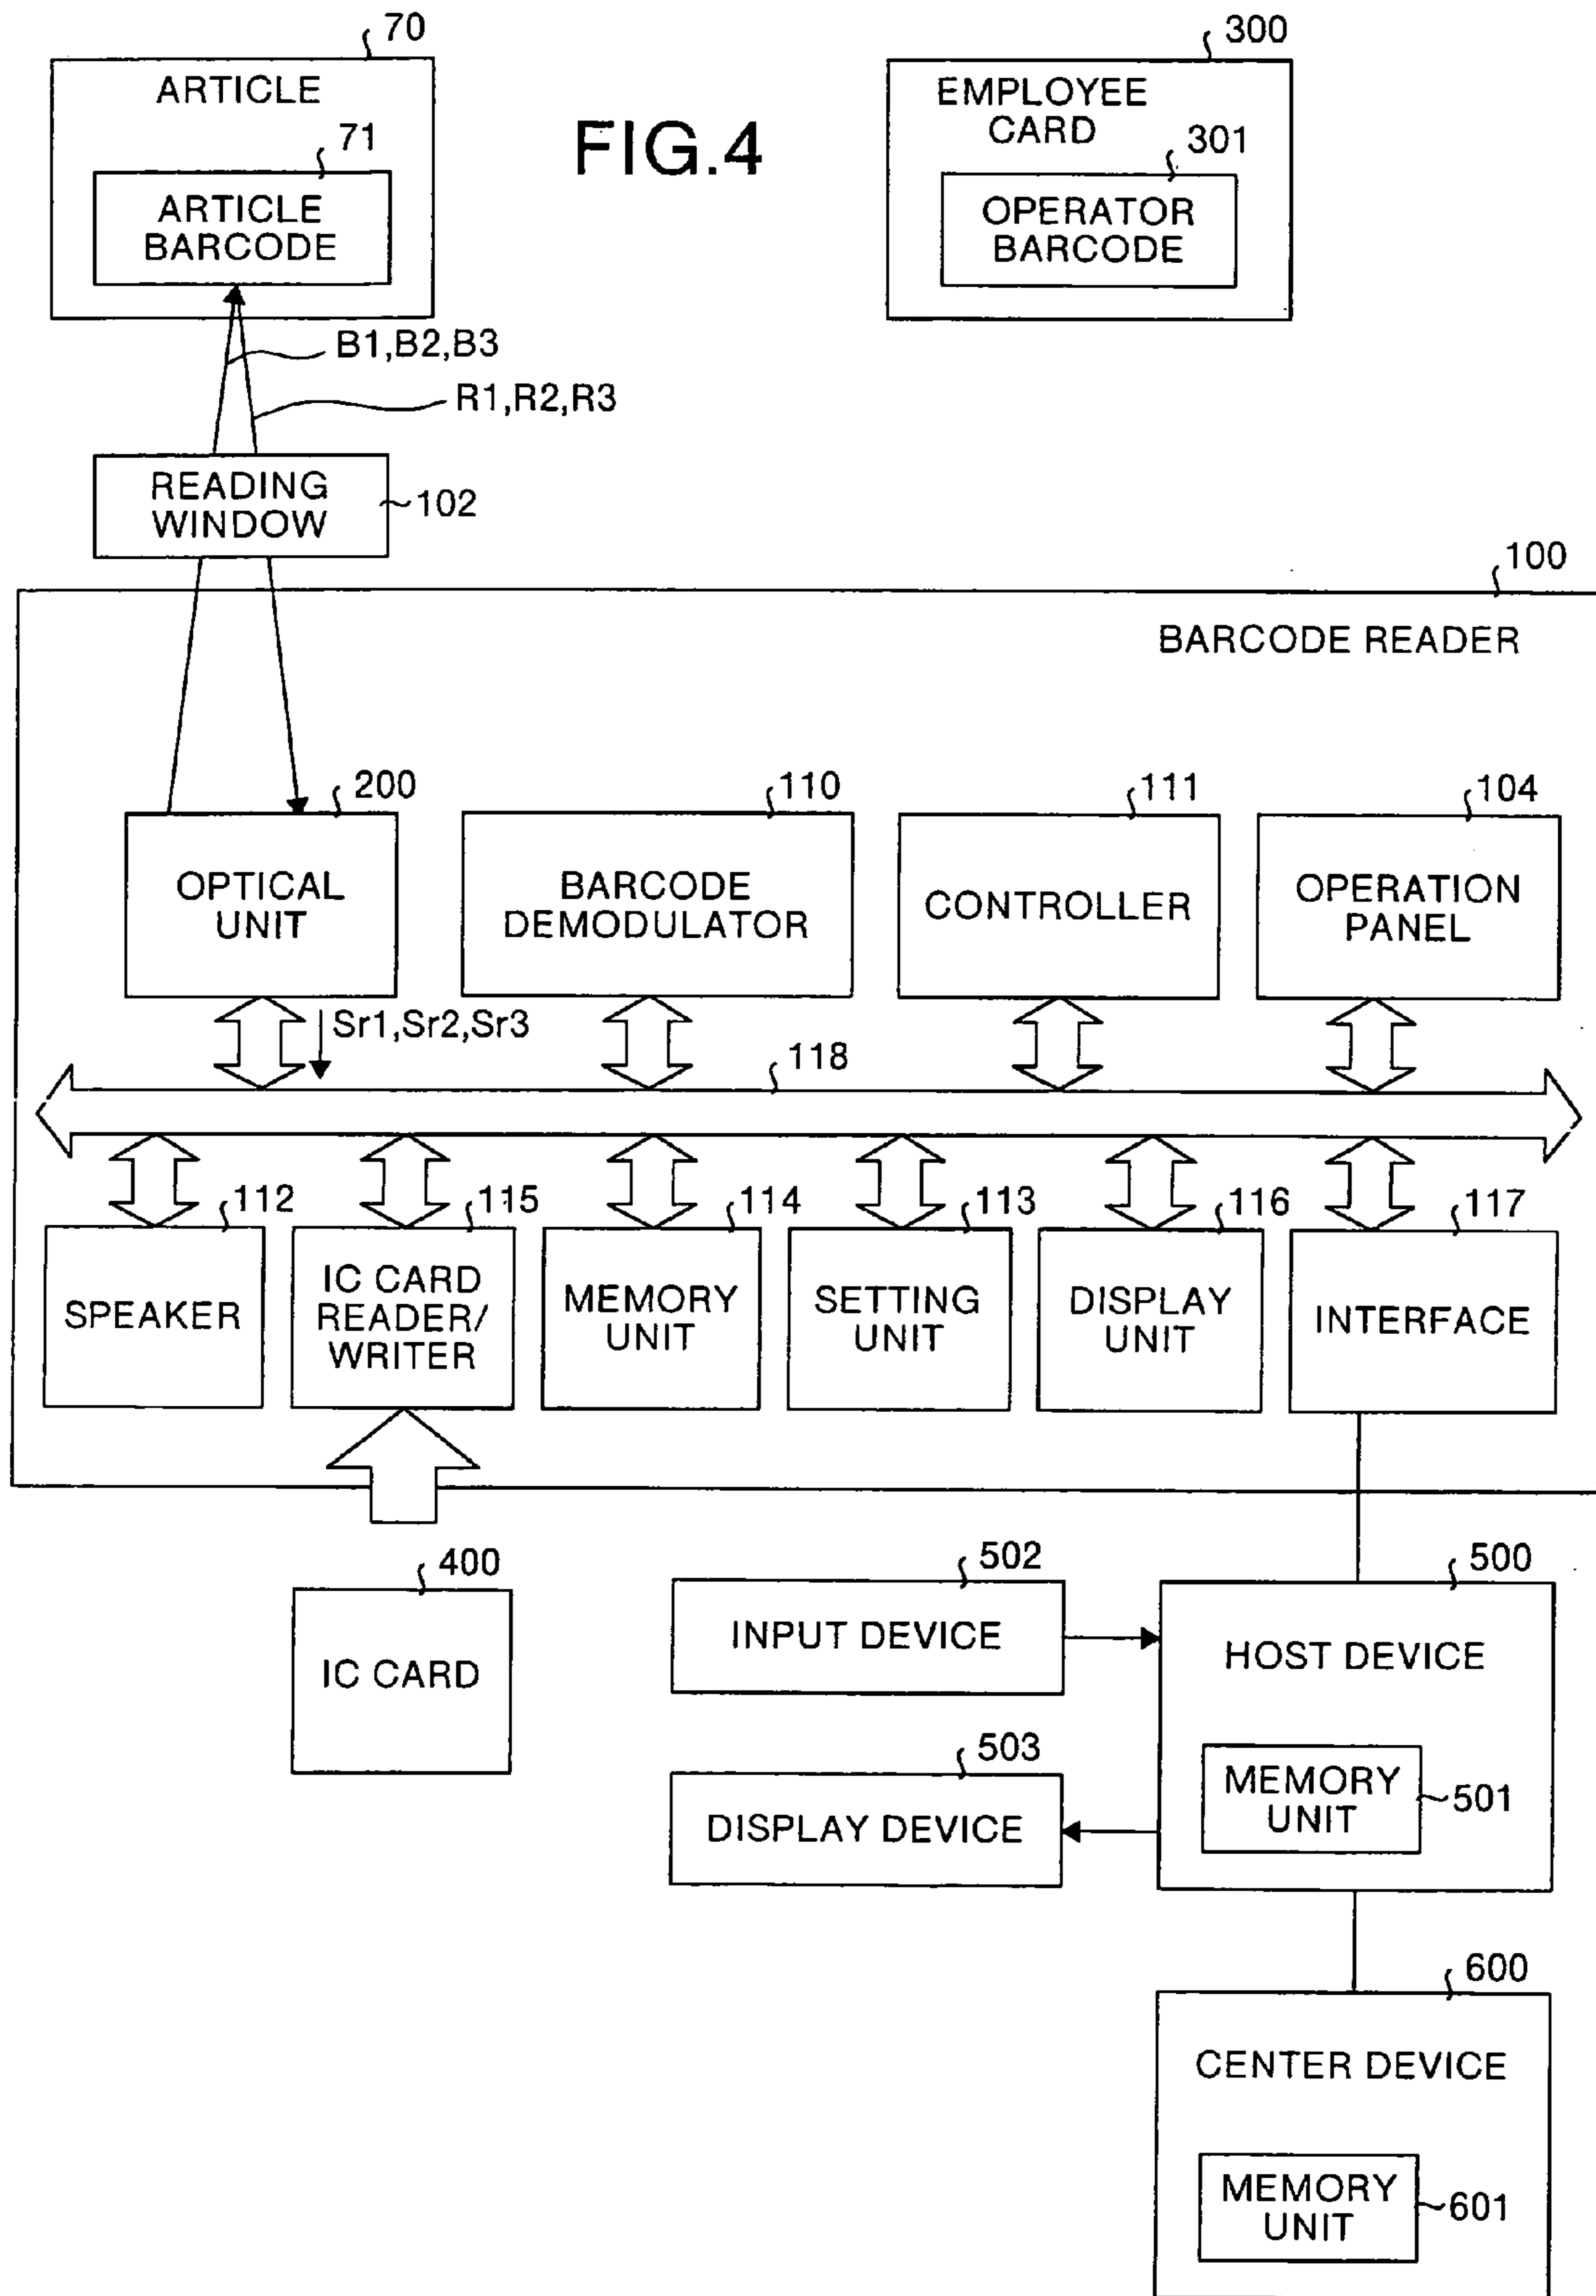 70
ARTICLE
71
ARTICLE
BARCODE
FIG.4
300
EMPLOYEE
CARD
301
OPERATOR
BARCODE
B1,B2,B3
R1,R2,R3
READING
WINDOW
102
100
BARCODE READER
200
OPTICAL
UNIT
110
BARCODE
DEMODULATOR
111
CONTROLLER
104
OPERATION
PANEL
Sr1,Sr2,Sr3
118
112
SPEAKER
115
IC CARD
READER/
WRITER
114
MEMORY
UNIT
113
SETTING
UNIT
116
DISPLAY
UNIT
117
INTERFACE
400
IC CARD
502
INPUT DEVICE
500
HOST DEVICE
503
DISPLAY DEVICE
MEMORY
UNIT
501
600
CENTER DEVICE
MEMORY
UNIT
601